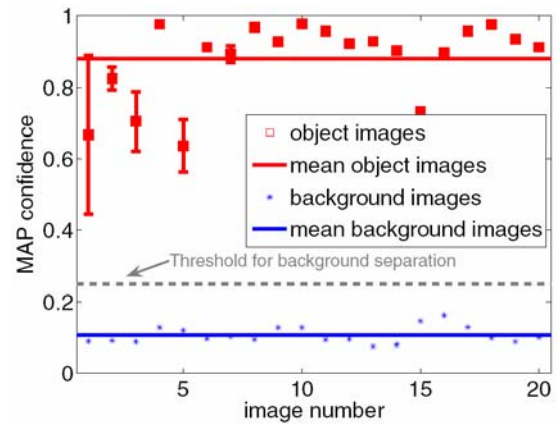 1
0.8
0.6
0.4
0.2
0
MAP confidence
object images
mean object images
background images
mean background images
Threshold for background separation
5
10
15
20
image number